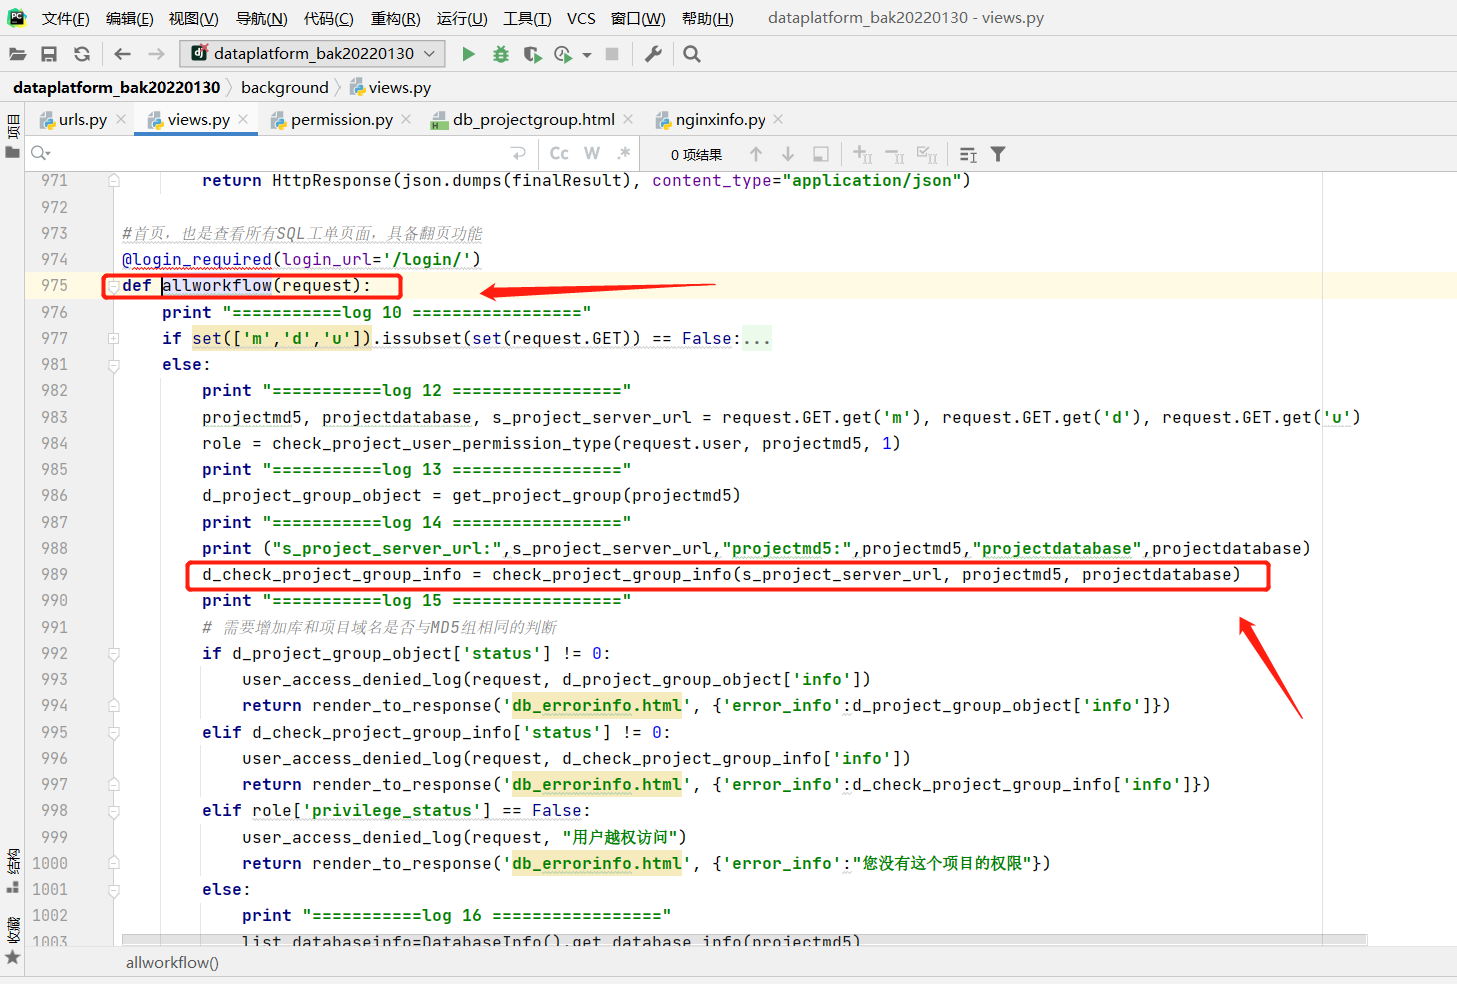 文件(F) 编辑(E) 视图(V) 导航(N) 代码(C) 重构(R) 运行(U) 工具(T) VCS 窗口(W) 帮助(H) dataplatform_bak20220130 - views.py
dataplatform_bak20220130
dataplatform_bak20220130 background views.py
项目
urls.py views.py permission.py db_projectgroup.html nginxinfo.py
Cc W .* 0 项结果
971 return HttpResponse(json.dumps(finalResult), content_type="application/json")
972
973 #首页，也是查看所有SQL工单页面，具备翻页功能
974 @login_required(login_url='/login/')
975 def allworkflow(request):
976 print "===========log 10 ================="
977 if set(['m','d','u']).issubset(set(request.GET)) == False:...
981 else:
982 print "===========log 12 ================="
983 projectmd5, projectdatabase, s_project_server_url = request.GET.get('m'), request.GET.get('d'), request.GET.get('u')
984 role = check_project_user_permission_type(request.user, projectmd5, 1)
985 print "===========log 13 ================="
986 d_project_group_object = get_project_group(projectmd5)
987 print "===========log 14 ================="
988 print ("s_project_server_url:",s_project_server_url,"projectmd5:",projectmd5,"projectdatabase",projectdatabase)
989 d_check_project_group_info = check_project_group_info(s_project_server_url, projectmd5, projectdatabase)
990 print "===========log 15 ================="
991 # 需要增加库和项目域名是否与MD5组相同的判断
992 if d_project_group_object['status'] != 0:
993 user_access_denied_log(request, d_project_group_object['info'])
994 return render_to_response('db_errorinfo.html', {'error_info':d_project_group_object['info']})
995 elif d_check_project_group_info['status'] != 0:
996 user_access_denied_log(request, d_check_project_group_info['info'])
997 return render_to_response('db_errorinfo.html', {'error_info':d_check_project_group_info['info']})
998 elif role['privilege_status'] == False:
999 user_access_denied_log(request, "用户越权访问")
1000 return render_to_response('db_errorinfo.html', {'error_info':"您没有这个项目的权限"})
1001 else:
1002 print "===========log 16 ================="
1003 list_databaseinfo=DatabaseInfo().get_database_info(projectmd5)
结构
收藏
allworkflow()